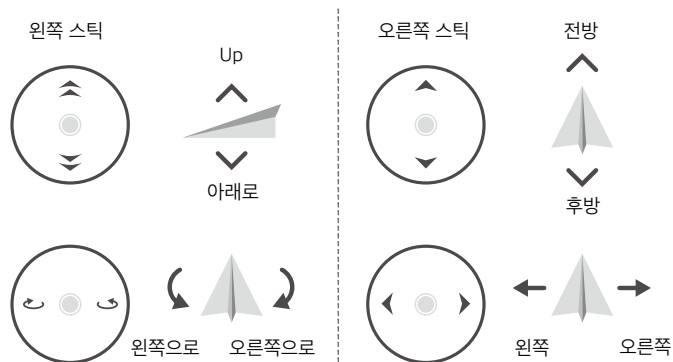 왼쪽 스틱
Up
아래로
왼쪽으로 오른쪽으로
오른쪽 스틱
전방
후방
왼쪽 오른쪽